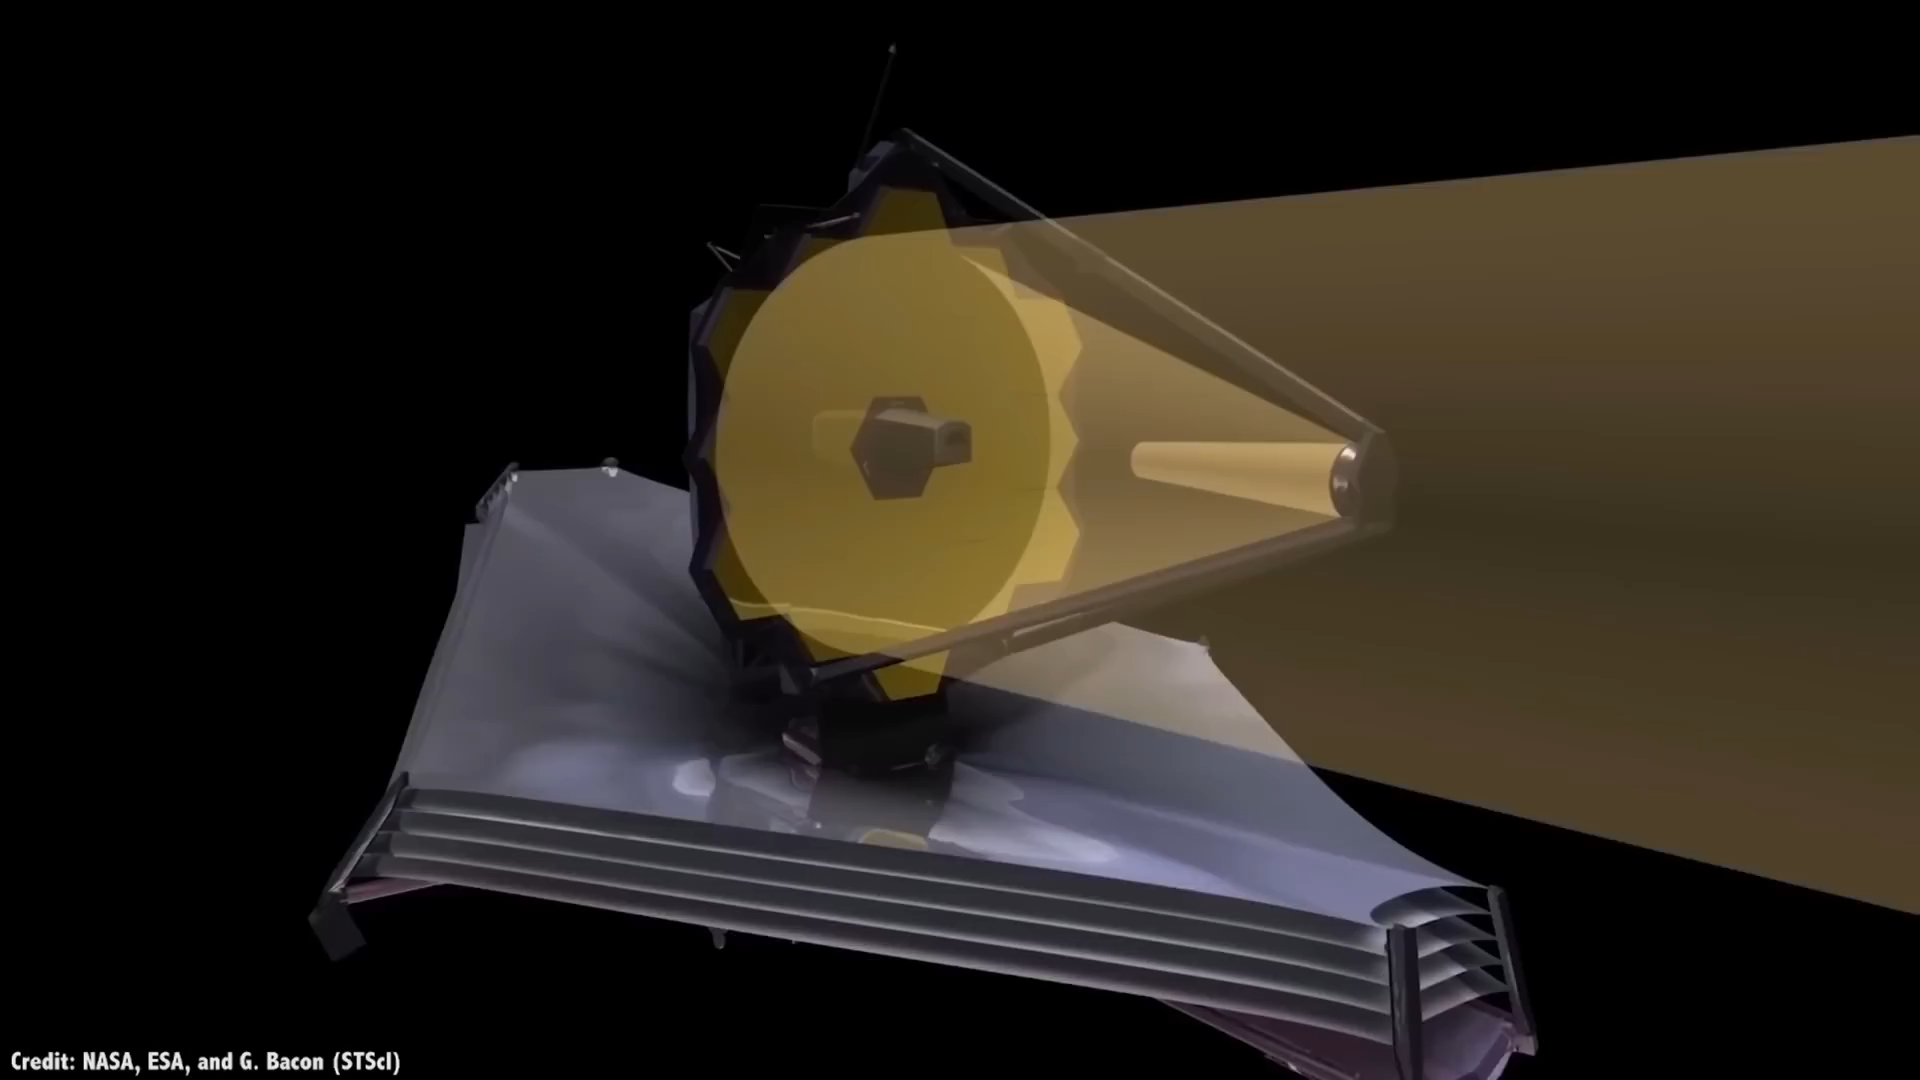 Credit: NASA, ESA, and G. Bacon (STScI)